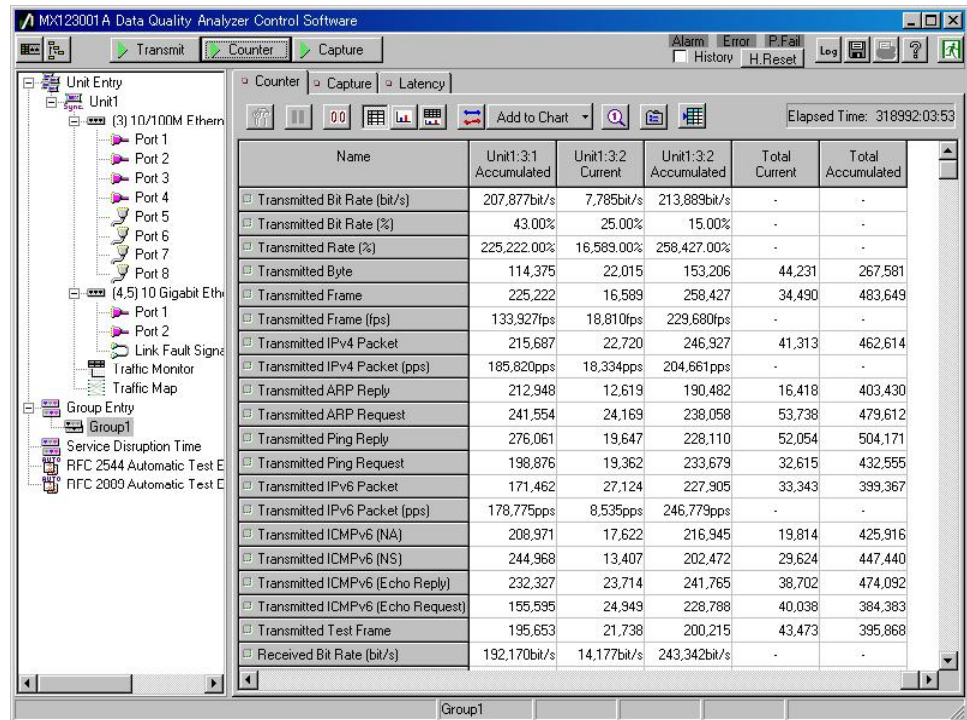 MX123001A Data Quality Analyzer Control Software
Transmit Counter Capture
Alarm Error P.Fail
History H.Reset Log
Unit Entry
Unit1
Sync
(3) 10/100M Ethern
Port 1
Port 2
Port 3
Port 4
Port 5
Port 6
Port 7
Port 8
(4,5) 10 Gigabit Ethe
Port 1
Port 2
Link Fault Signa
Traffic Monitor
Traffic Map
Group Entry
Group1
Service Disruption Time
AUTO
RFC 2544 Automatic Test E
AUTO
RFC 2889 Automatic Test E
Counter Capture Latency
Add to Chart
Elapsed Time: 318992:03:53
Name Unit1:3:1 Accumulated Unit1:3:2 Current Unit1:3:2 Accumulated Total Current Total Accumulated
Transmitted Bit Rate (bit/s) 207,877bit/s 7,785bit/s 213,889bit/s - -
Transmitted Bit Rate (%) 43.00% 25.00% 15.00% - -
Transmitted Rate (%) 225,222.00% 16,589.00% 258,427.00% - -
Transmitted Byte 114,375 22,015 153,206 44,231 267,581
Transmitted Frame 225,222 16,589 258,427 34,490 483,649
Transmitted Frame (fps) 133,927fps 18,810fps 229,680fps - -
Transmitted IPv4 Packet 215,687 22,720 246,927 41,313 462,614
Transmitted IPv4 Packet (pps) 185,820pps 18,334pps 204,661pps - -
Transmitted ARP Reply 212,948 12,619 190,482 16,418 403,430
Transmitted ARP Request 241,554 24,169 238,058 53,738 479,612
Transmitted Ping Reply 276,061 19,647 228,110 52,054 504,171
Transmitted Ping Request 198,876 19,362 233,679 32,615 432,555
Transmitted IPv6 Packet 171,462 27,124 227,905 33,343 399,367
Transmitted IPv6 Packet (pps) 178,775pps 8,535pps 246,779pps - -
Transmitted ICMPv6 (NA) 208,971 17,622 216,945 19,814 425,916
Transmitted ICMPv6 (NS) 244,968 13,407 202,472 29,624 447,440
Transmitted ICMPv6 (Echo Reply) 232,327 23,714 241,765 38,702 474,092
Transmitted ICMPv6 (Echo Request) 155,595 24,949 228,788 40,038 384,383
Transmitted Test Frame 195,653 21,738 200,215 43,473 395,868
Received Bit Rate (bit/s) 192,170bit/s 14,177bit/s 243,342bit/s - -
Group1